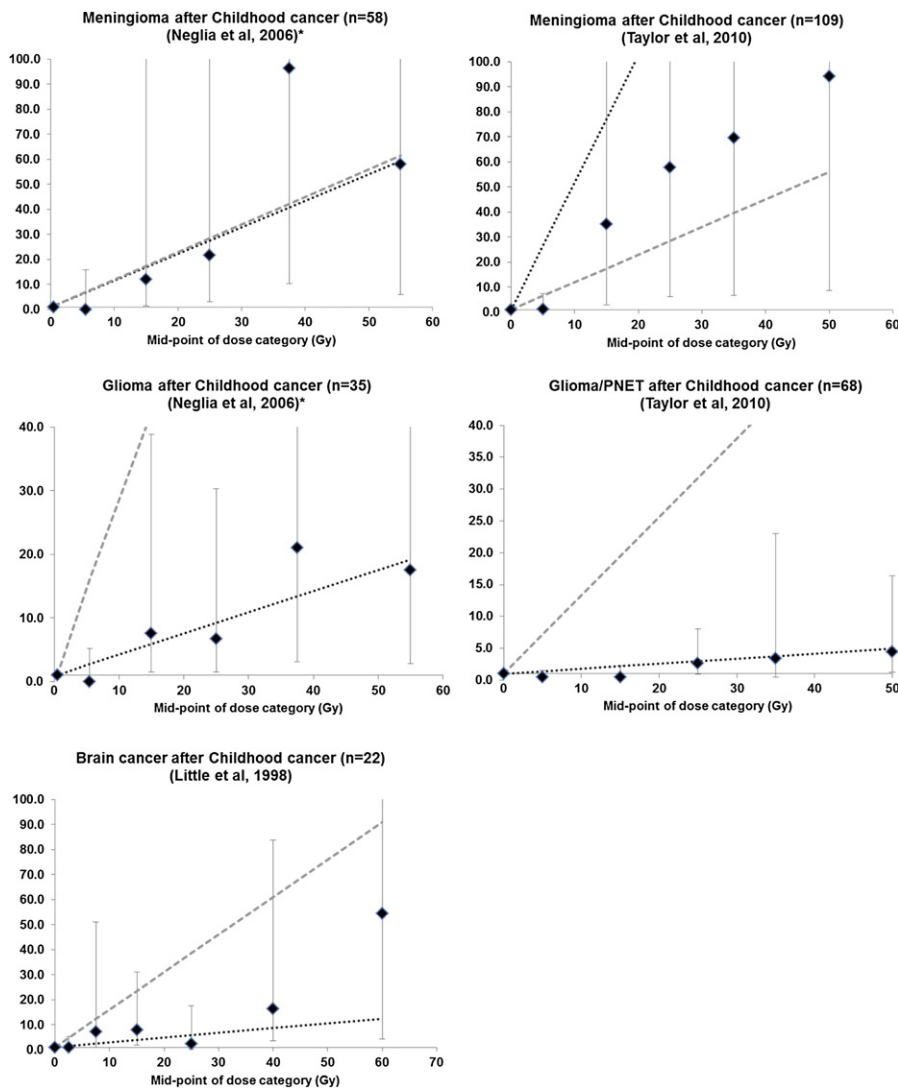 Meningioma after Childhood cancer (n=58)
(Neglia et al, 2006)*
100.0
90.0
80.0
70.0
60.0
50.0
40.0
30.0
20.0
10.0
0.0
0 10 20 30 40 50 60
Mid-point of dose category (Gy)
Meningioma after Childhood cancer (n=109)
(Taylor et al, 2010)
100.0
90.0
80.0
70.0
60.0
50.0
40.0
30.0
20.0
10.0
0.0
0 10 20 30 40 50 60
Mid-point of dose category (Gy)
Glioma after Childhood cancer (n=35)
(Neglia et al, 2006)*
40.0
30.0
20.0
10.0
0.0
0 10 20 30 40 50 60
Mid-point of dose category (Gy)
Glioma/PNET after Childhood cancer (n=68)
(Taylor et al, 2010)
40.0
35.0
30.0
25.0
20.0
15.0
10.0
5.0
0.0
0 10 20 30 40 50
Mid-point of dose category (Gy)
Brain cancer after Childhood cancer (n=22)
(Little et al, 1998)
100.0
90.0
80.0
70.0
60.0
50.0
40.0
30.0
20.0
10.0
0.0
0 10 20 30 40 50 60 70
Mid-point of dose category (Gy)